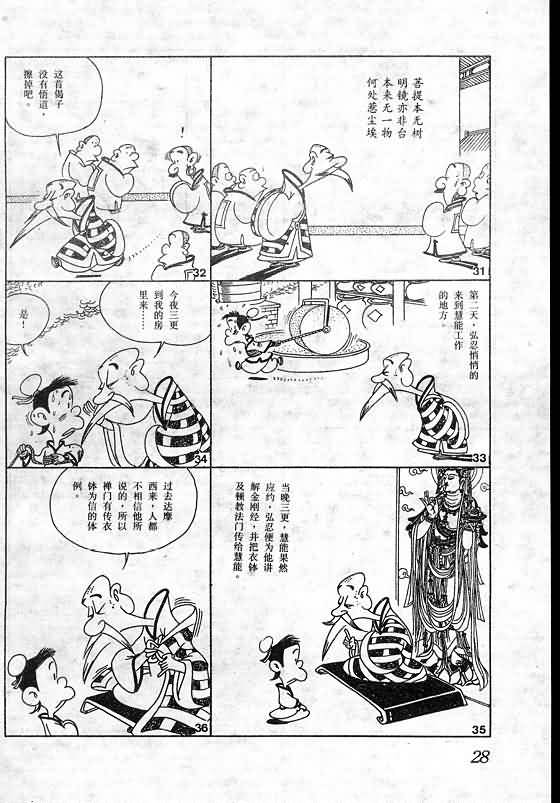 菩提本无树
明镜亦非台
本来无一物
何处惹尘埃
31
这首偈子
没有悟道，
擦掉吧。
！
32
第二天，弘忍悄悄的
来到慧能工作
的地方。
33
今夜三更
到我的房
里来……
是！
34
当晚三更，慧能果然
应约，弘忍便为他讲
解金刚经，并把衣钵
及顿教法门传给慧能。
35
过去达摩
西来，人都
不相信他所
说的，所以
禅门有传衣
钵为信的体
例。
36
28